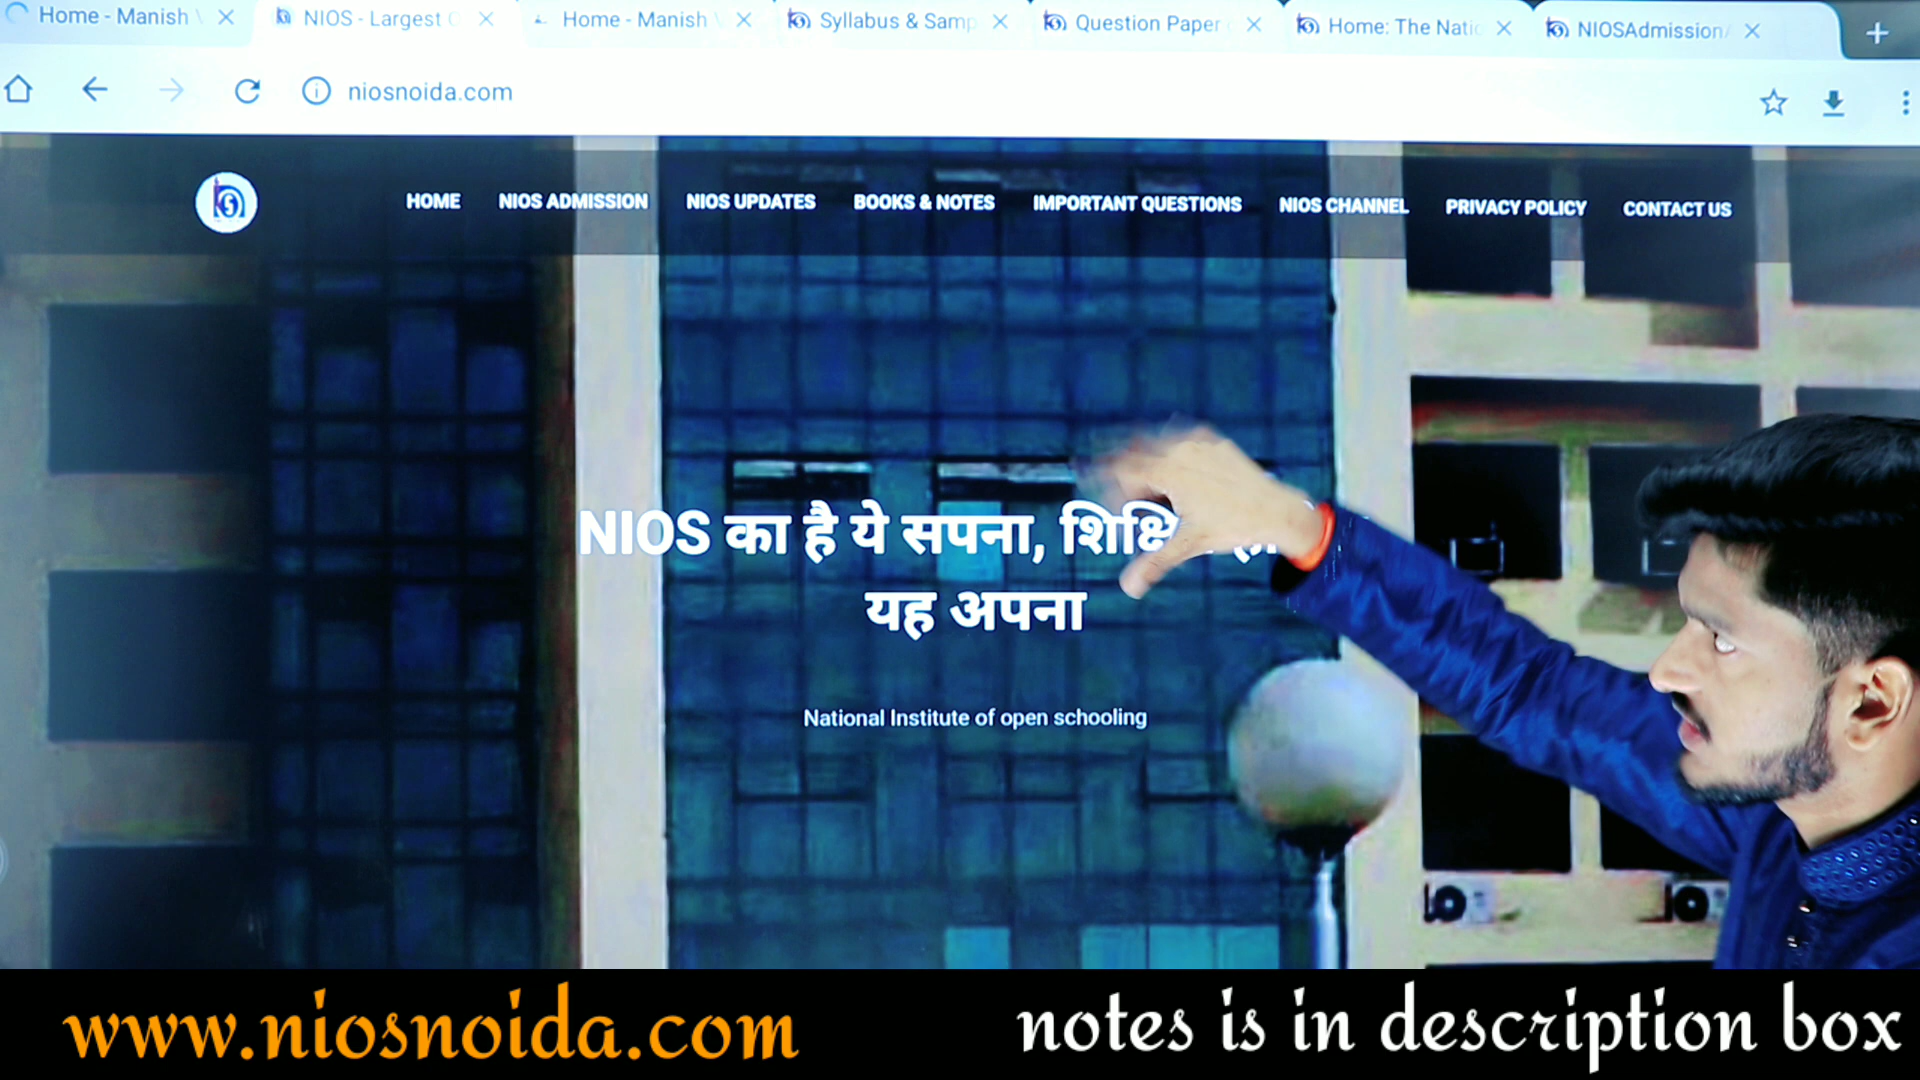 Home - Manish
NIOS - Largest
Home - Manish
Syllabus & Samp
Question Paper
Home: The Natio
NIOSAdmission/
niosnoida.com
HOME
NIOS ADMISSION
NIOS UPDATES
BOOKS & NOTES
IMPORTANT QUESTIONS
NIOS CHANNEL
PRIVACY POLICY
CONTACT US
NIOS का है ये सपना,
यह अपना
National Institute of open schooling
www.niosnoida.com
notes is in description box